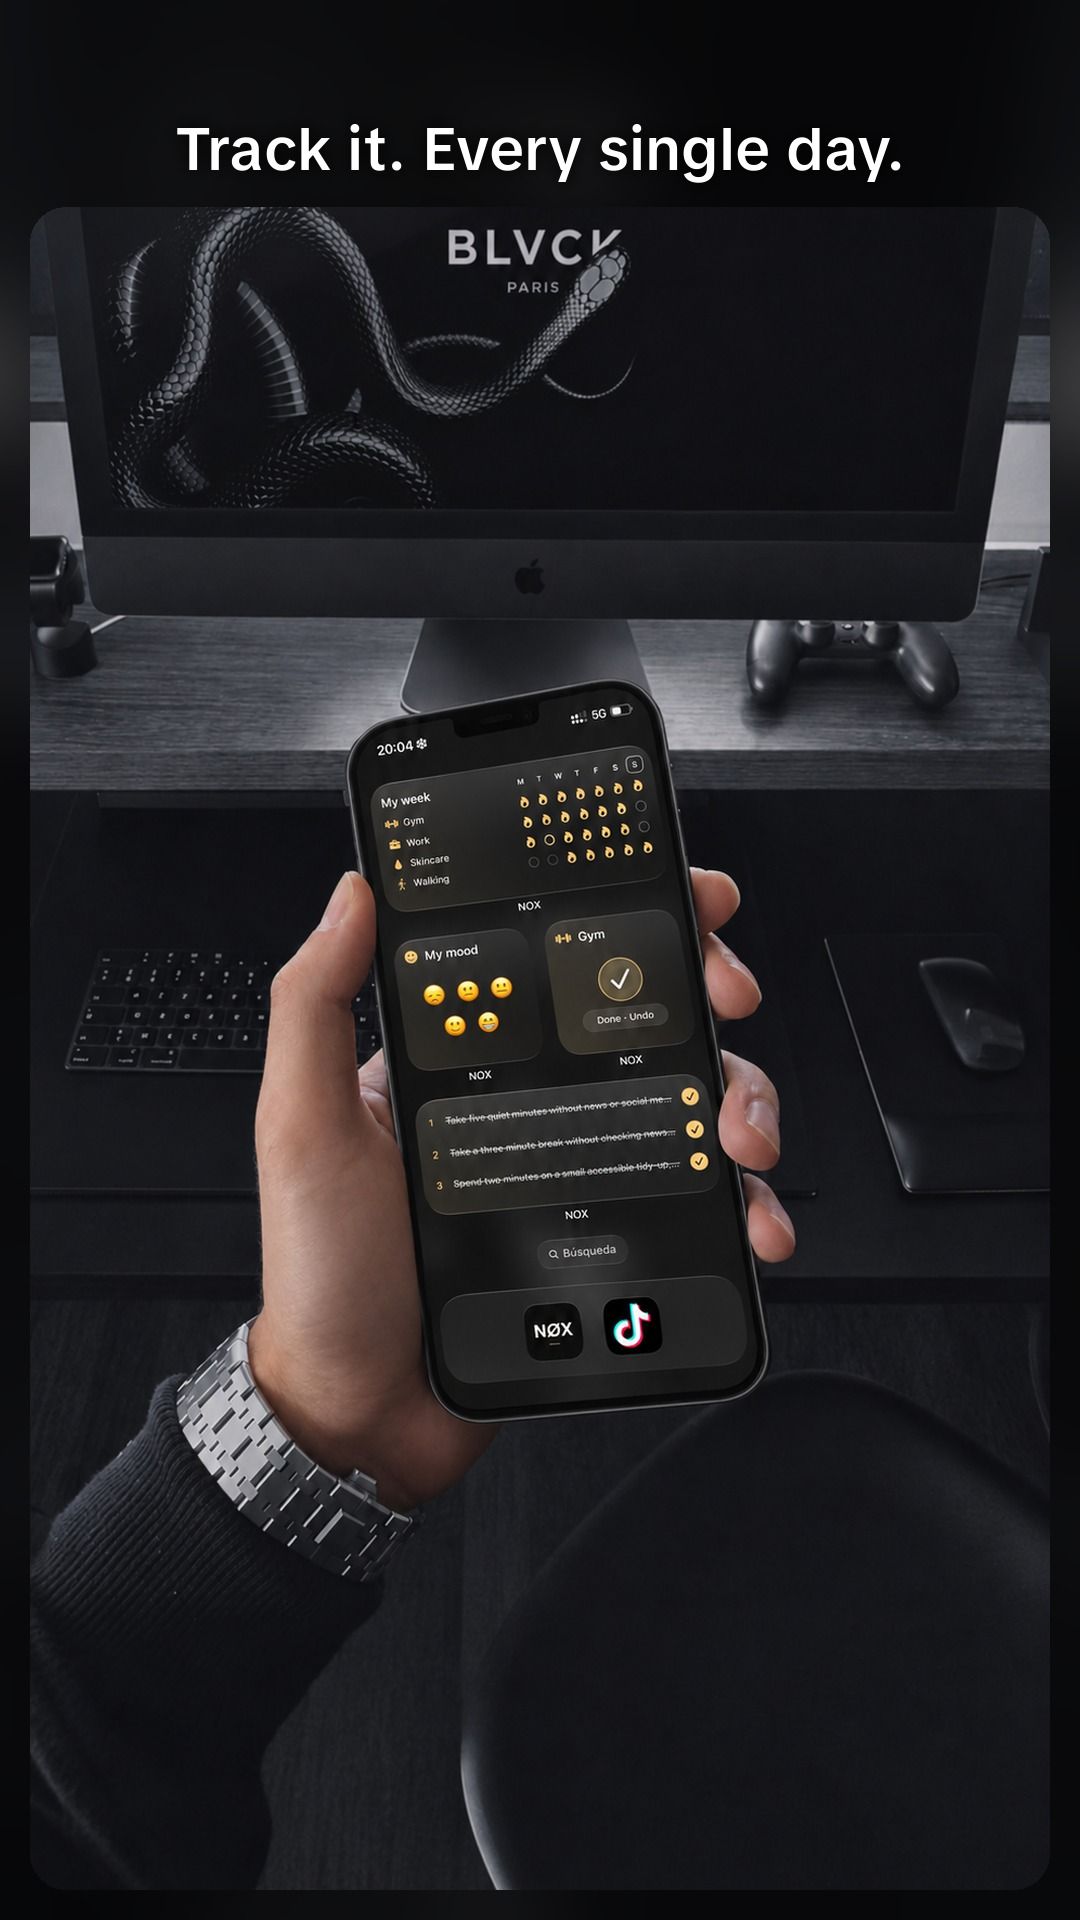 Track it. Every single day.
BLVCK
PARIS
20:04
5G
My week
M T W T F S S
Gym
Work
Skincare
Walking
NOX
My mood
Gym
Done · Undo
NOX
NOX
1 Take five quiet minutes without news or social me...
2 Take a three minute break without checking news...
3 Spend two minutes on a small accessible tidy-up,...
NOX
Búsqueda
NØX